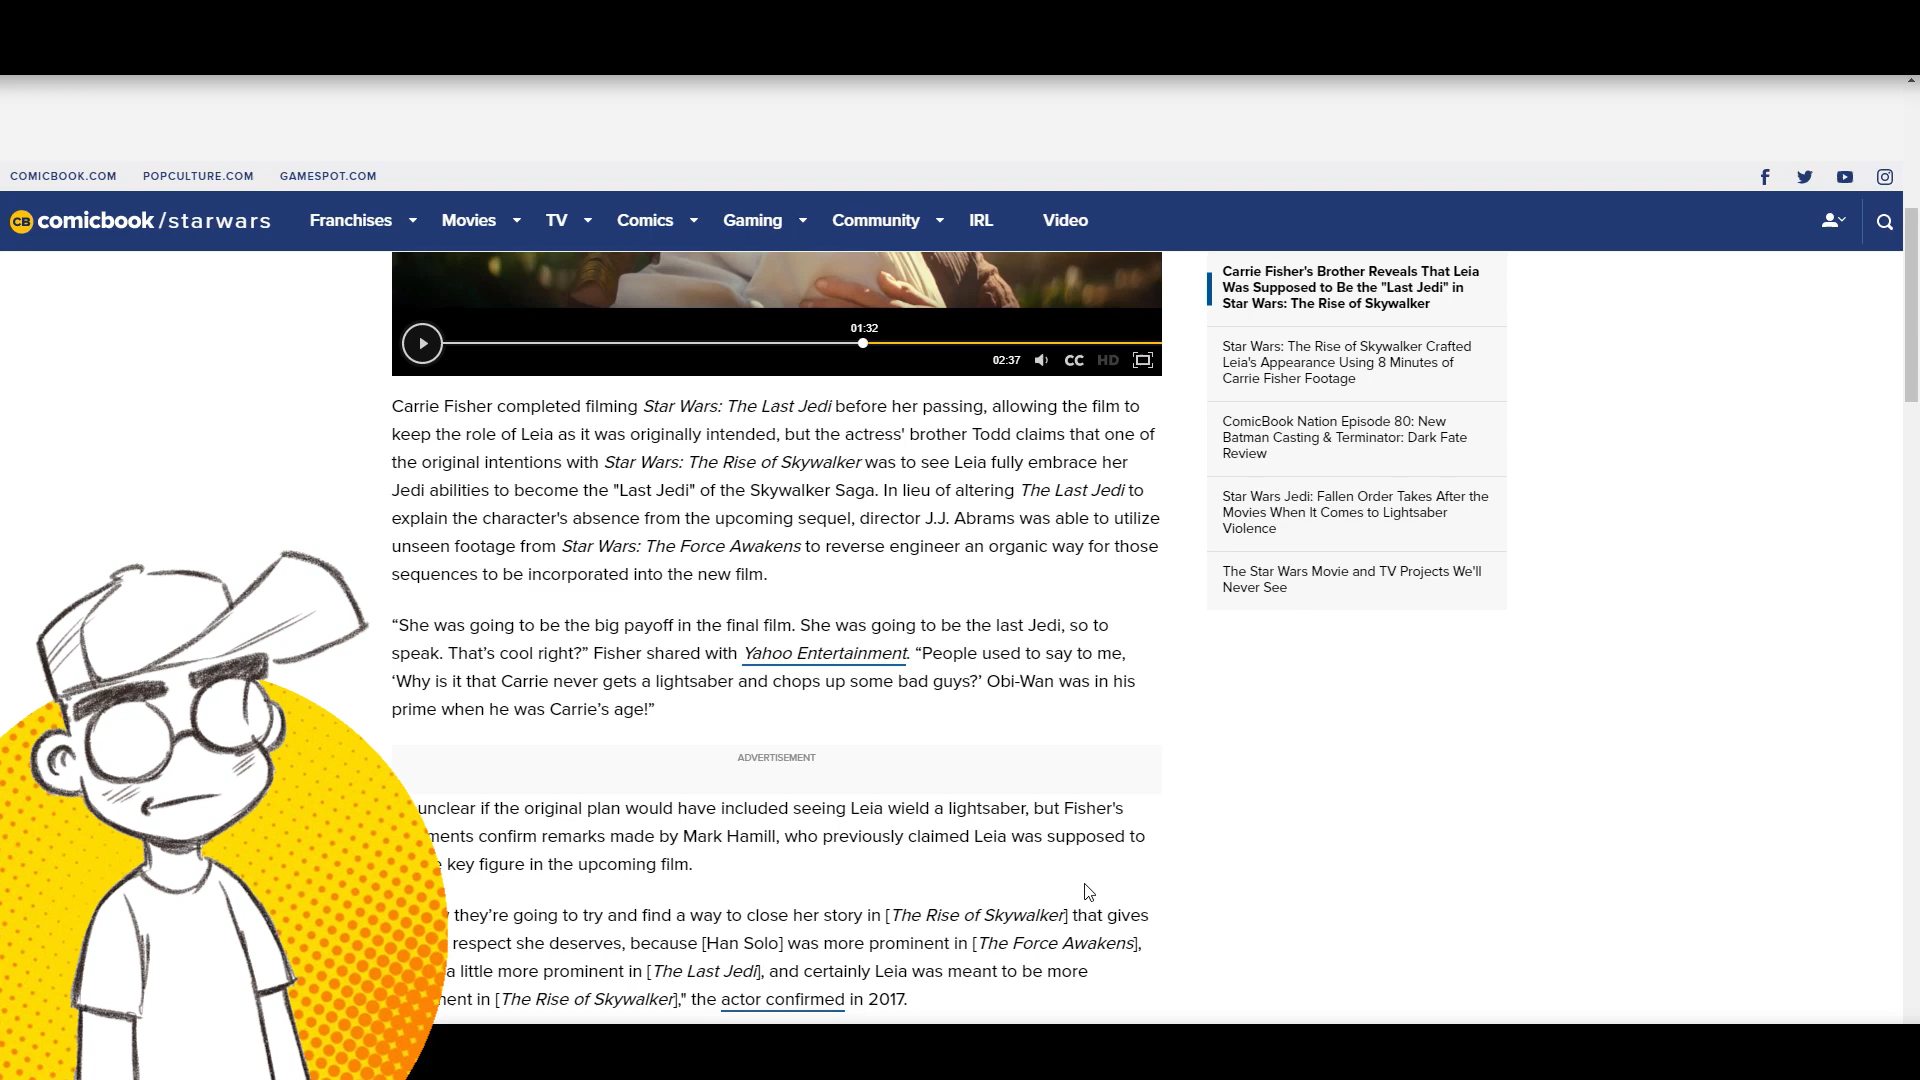 COMICBOOK.COM POPCULTURE.COM GAMESPOT.COM
CB comicbook/starwars Franchises Movies TV Comics Gaming Community IRL Video
01:32
02:37 CC HD
Carrie Fisher completed filming Star Wars: The Last Jedi before her passing, allowing the film to
keep the role of Leia as it was originally intended, but the actress' brother Todd claims that one of
the original intentions with Star Wars: The Rise of Skywalker was to see Leia fully embrace her
Jedi abilities to become the "Last Jedi" of the Skywalker Saga. In lieu of altering The Last Jedi to
explain the character's absence from the upcoming sequel, director J.J. Abrams was able to utilize
unseen footage from Star Wars: The Force Awakens to reverse engineer an organic way for those
sequences to be incorporated into the new film.
“She was going to be the big payoff in the final film. She was going to be the last Jedi, so to
speak. That’s cool right?” Fisher shared with Yahoo Entertainment. “People used to say to me,
‘Why is it that Carrie never gets a lightsaber and chops up some bad guys?’ Obi-Wan was in his
prime when he was Carrie’s age!”
ADVERTISEMENT
unclear if the original plan would have included seeing Leia wield a lightsaber, but Fisher's
ments confirm remarks made by Mark Hamill, who previously claimed Leia was supposed to
key figure in the upcoming film.
they’re going to try and find a way to close her story in [The Rise of Skywalker] that gives
respect she deserves, because [Han Solo] was more prominent in [The Force Awakens],
a little more prominent in [The Last Jedi], and certainly Leia was meant to be more
ent in [The Rise of Skywalker]," the actor confirmed in 2017.
Carrie Fisher's Brother Reveals That Leia
Was Supposed to Be the "Last Jedi" in
Star Wars: The Rise of Skywalker
Star Wars: The Rise of Skywalker Crafted
Leia's Appearance Using 8 Minutes of
Carrie Fisher Footage
ComicBook Nation Episode 80: New
Batman Casting & Terminator: Dark Fate
Review
Star Wars Jedi: Fallen Order Takes After the
Movies When It Comes to Lightsaber
Violence
The Star Wars Movie and TV Projects We'll
Never See